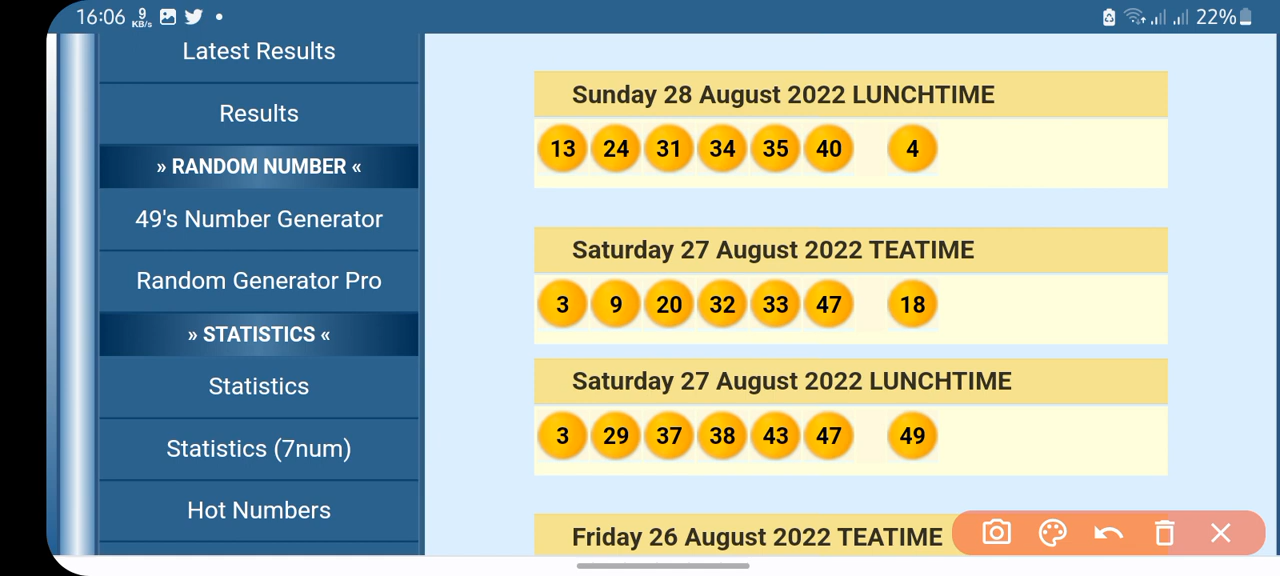 16:06 9 KB/s 22%
Latest Results
Results
» RANDOM NUMBER «
49's Number Generator
Random Generator Pro
» STATISTICS «
Statistics
Statistics (7num)
Hot Numbers
Sunday 28 August 2022 LUNCHTIME
13 24 31 34 35 40 4
Saturday 27 August 2022 TEATIME
3 9 20 32 33 47 18
Saturday 27 August 2022 LUNCHTIME
3 29 37 38 43 47 49
Friday 26 August 2022 TEATIME